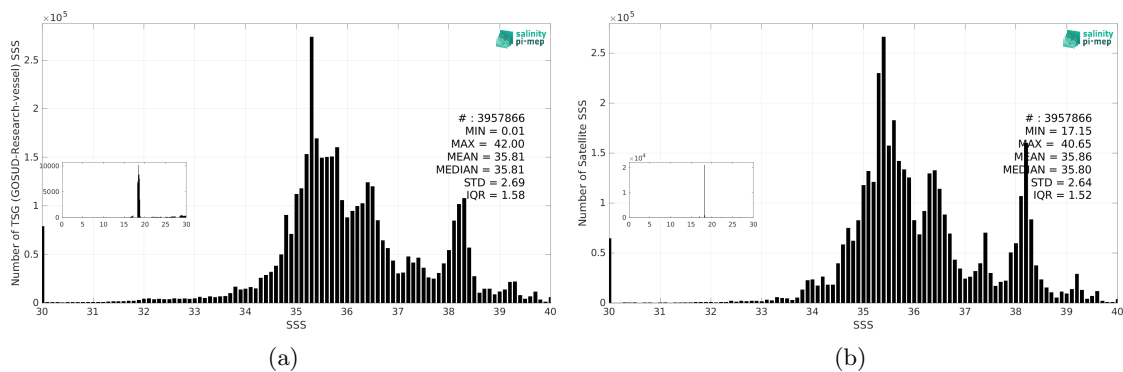 ×10^5
2.5
2
1.5
1
0.5
0
30 31 32 33 34 35 36 37 38 39 40
SSS
Number of TSG (GOSUD-Research-vessel) SSS
salinity
pi-mep
# : 3957866
MIN = 0.01
MAX = 42.00
MEAN = 35.81
MEDIAN = 35.81
STD = 2.69
IQR = 1.58
10000
5000
0
0 5 10 15 20 25 30
(a)
×10^5
2.5
2
1.5
1
0.5
0
30 31 32 33 34 35 36 37 38 39 40
SSS
Number of Satellite SSS
salinity
pi-mep
# : 3957866
MIN = 17.15
MAX = 40.65
MEAN = 35.86
MEDIAN = 35.80
STD = 2.64
IQR = 1.52
×10^4
2
1
0
0 5 10 15 20 25 30
(b)